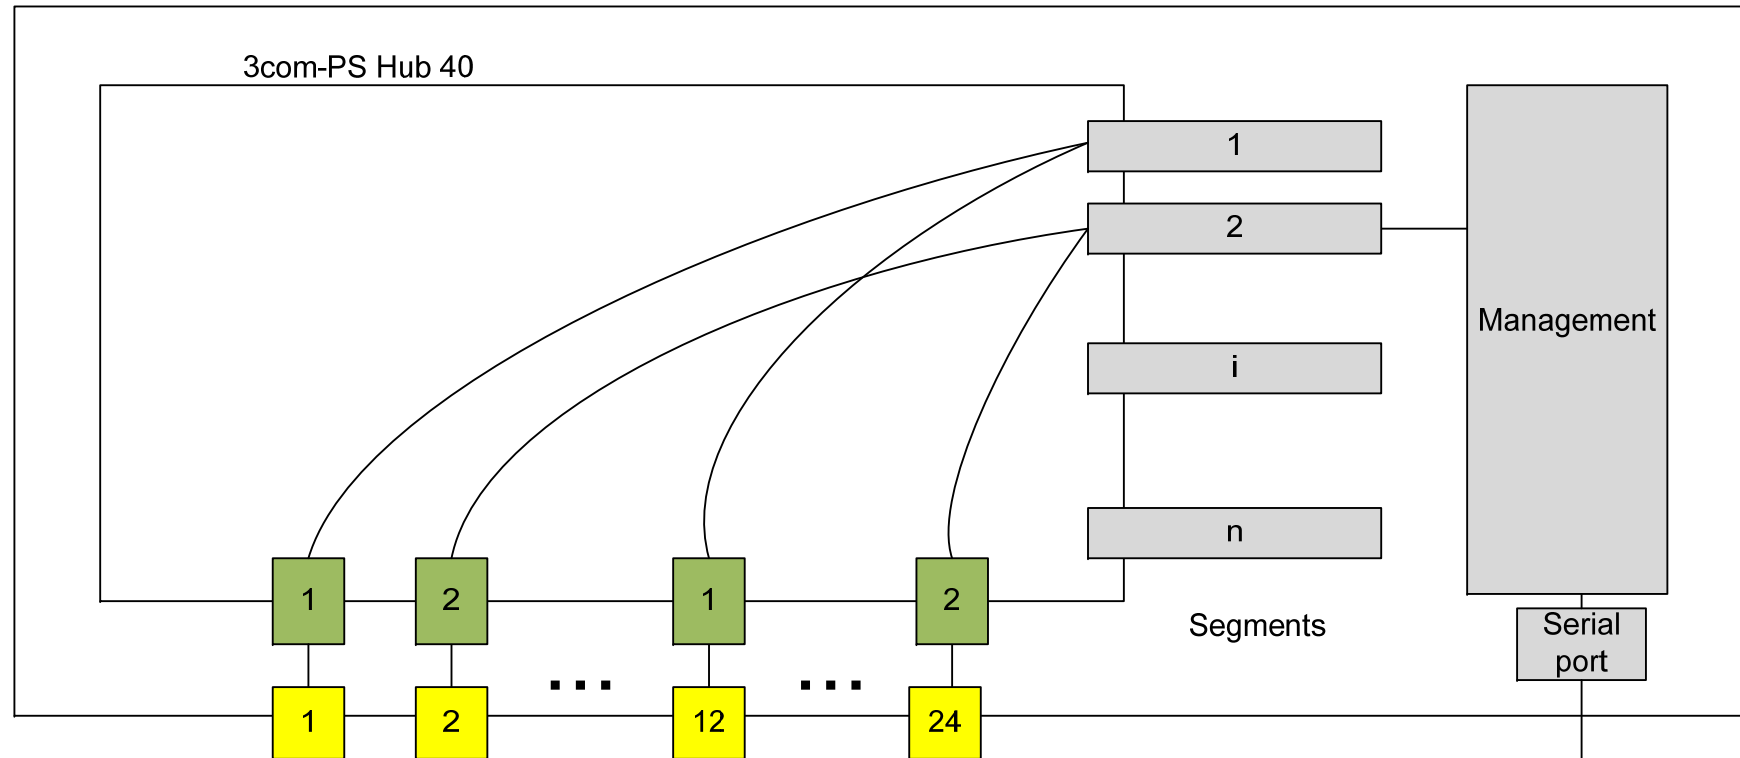 3com-PS Hub 40
1
2
Management
i
n
1
2
1
2
Segments
Serial
port
...
...
1
2
12
24